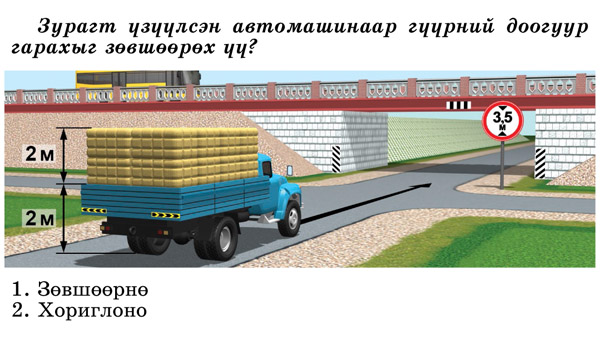 Зурагт үзүүлсэн автомашинаар гүүрний доогуур
гарахыг зөвшөөрөх үү?
2 м
3,5
м
2 м
1. Зөвшөөрнө
2. Хориглоно